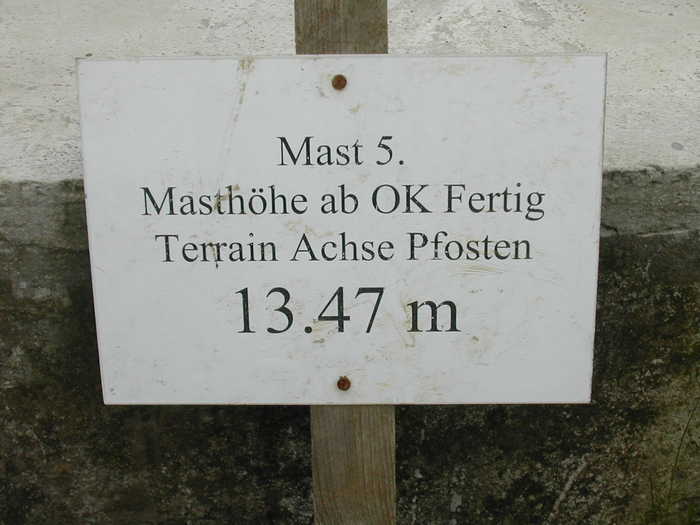 Mast 5.
Masthöhe ab OK Fertig
Terrain Achse Pfosten
13.47 m